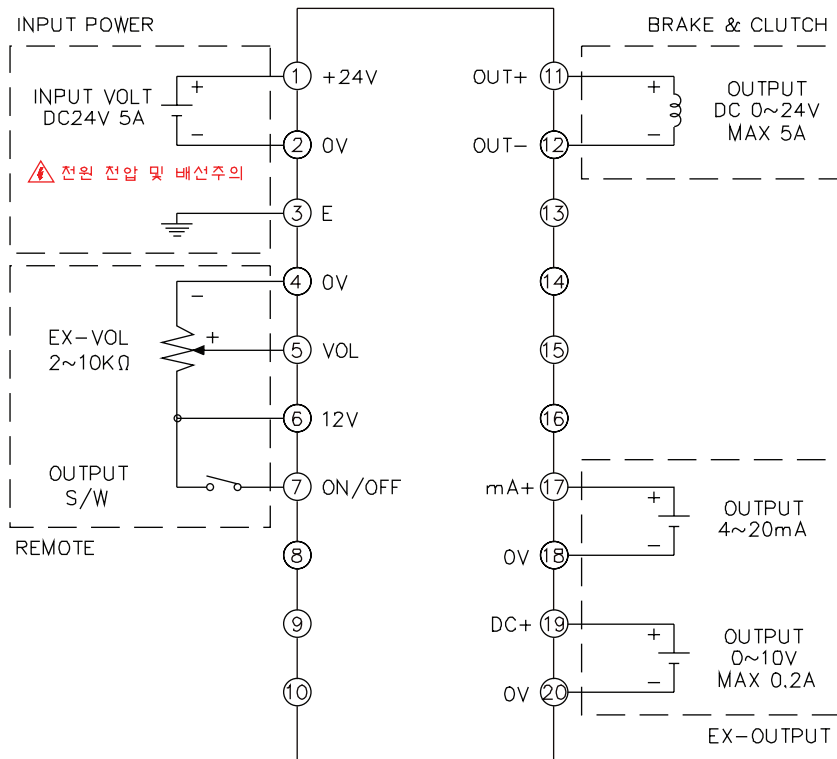 INPUT POWER
INPUT VOLT
DC24V 5A
+
−
전원 전압 및 배선주의
1 +24V
2 0V
3 E
EX-VOL
2~10KΩ
−
+
OUTPUT
S/W
REMOTE
4 0V
5 VOL
6 12V
7 ON/OFF
8
9
10
BRAKE & CLUTCH
OUT+ 11
OUT- 12
+
−
OUTPUT
DC 0~24V
MAX 5A
13
14
15
16
mA+ 17
0V 18
+
−
OUTPUT
4~20mA
DC+ 19
0V 20
+
−
OUTPUT
0~10V
MAX 0.2A
EX-OUTPUT